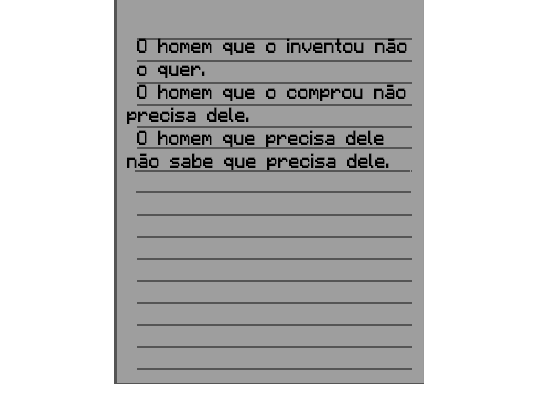 O homem que o inventou não
o quer.
O homem que o comprou não
precisa dele.
O homem que precisa dele
não sabe que precisa dele.